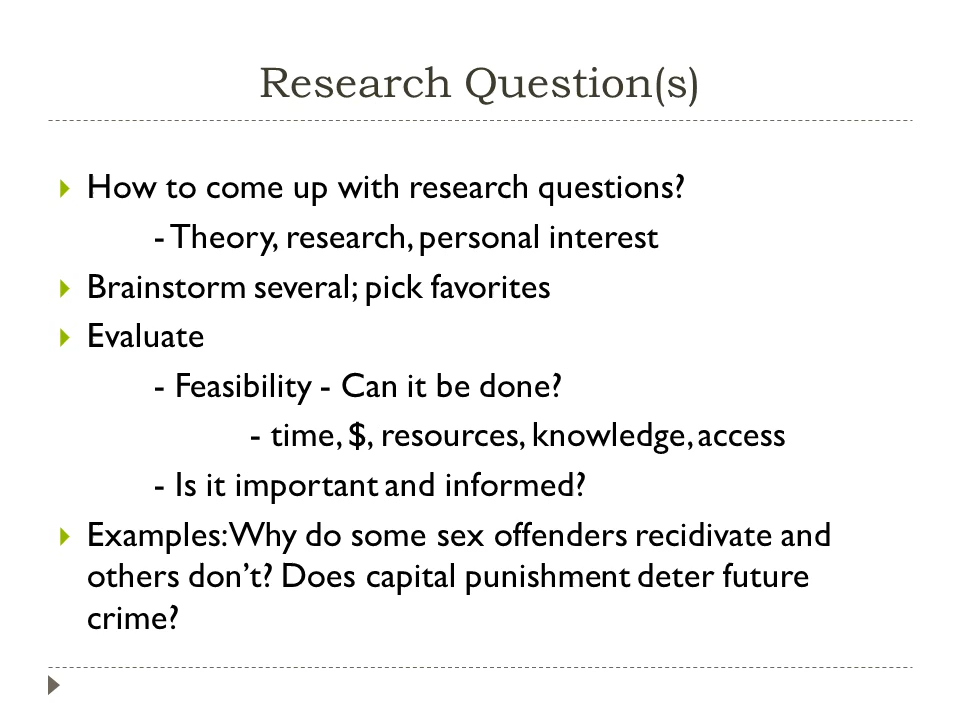 Research Question(s)
How to come up with research questions?
- Theory, research, personal interest
Brainstorm several; pick favorites
Evaluate
- Feasibility - Can it be done?
- time, $, resources, knowledge, access
- Is it important and informed?
Examples: Why do some sex offenders recidivate and
others don’t? Does capital punishment deter future
crime?